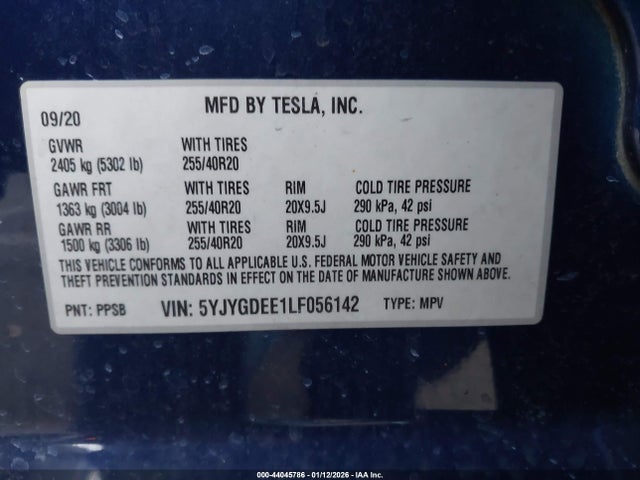 09/20 MFD BY TESLA, INC.
GVWR WITH TIRES
2405 kg (5302 lb) 255/40R20
GAWR FRT WITH TIRES RIM COLD TIRE PRESSURE
1363 kg (3004 lb) 255/40R20 20X9.5J 290 kPa, 42 psi
GAWR RR WITH TIRES RIM COLD TIRE PRESSURE
1500 kg (3306 lb) 255/40R20 20X9.5J 290 kPa, 42 psi
THIS VEHICLE CONFORMS TO ALL APPLICABLE U.S. FEDERAL MOTOR VEHICLE SAFETY AND
THEFT PREVENTION STANDARDS IN EFFECT ON THE DATE OF MANUFACTURE SHOWN ABOVE.
PNT: PPSB VIN: 5YJYGDEE1LF056142 TYPE: MPV
000-44045786 - 01/12/2026 - IAA Inc.